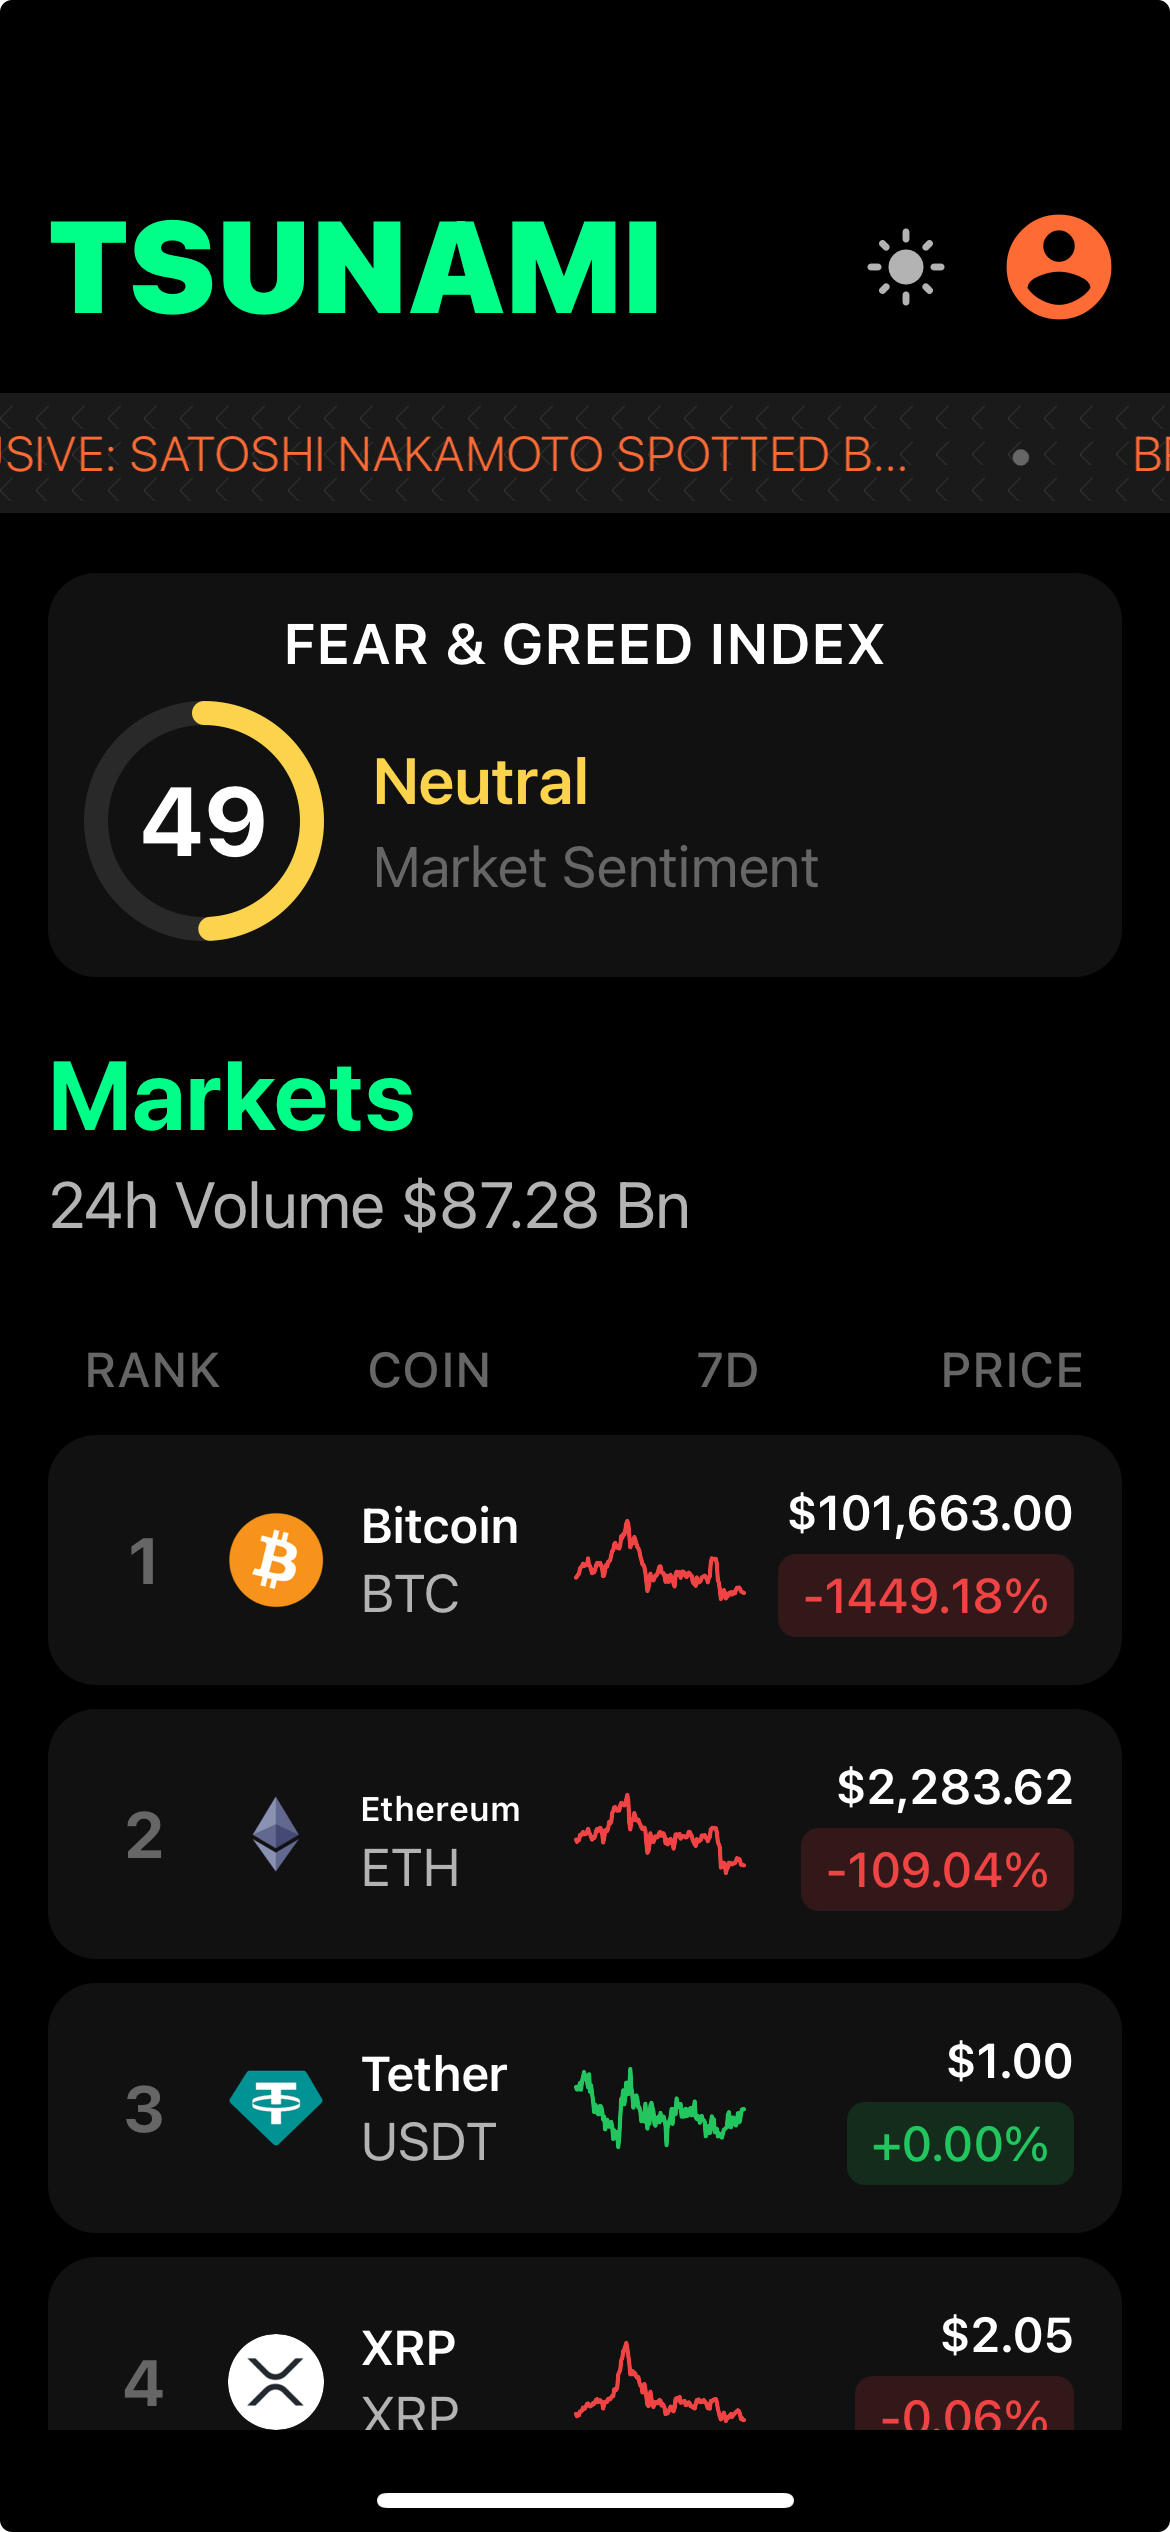 TSUNAMI
USIVE: SATOSHI NAKAMOTO SPOTTED B... • BR
FEAR & GREED INDEX
49
Neutral
Market Sentiment
Markets
24h Volume $87.28 Bn
RANK COIN 7D PRICE
1 Bitcoin BTC $101,663.00 -1449.18%
2 Ethereum ETH $2,283.62 -109.04%
3 Tether USDT $1.00 +0.00%
4 XRP XRP $2.05 -0.06%